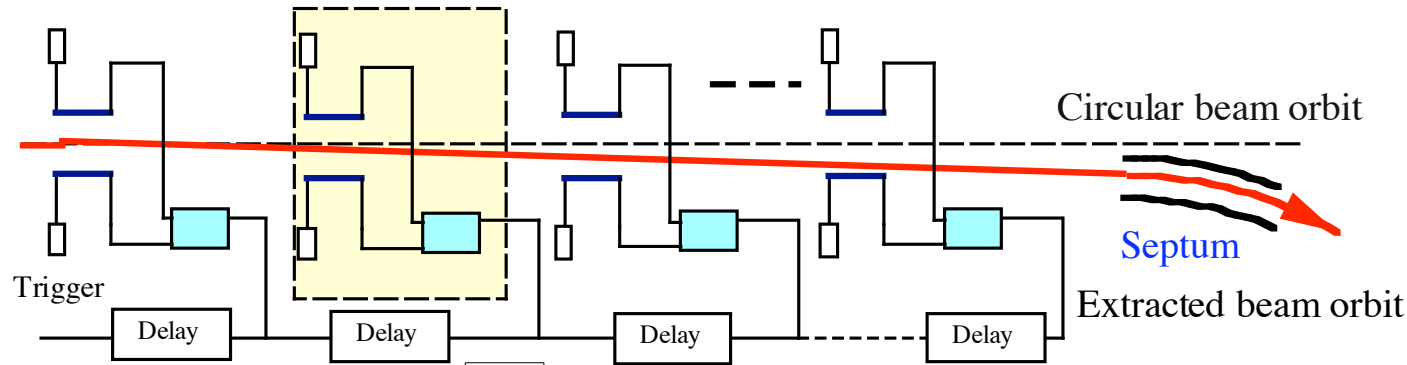 Circular beam orbit
Septum
Trigger
Extracted beam orbit
Delay
Delay
Delay
Delay